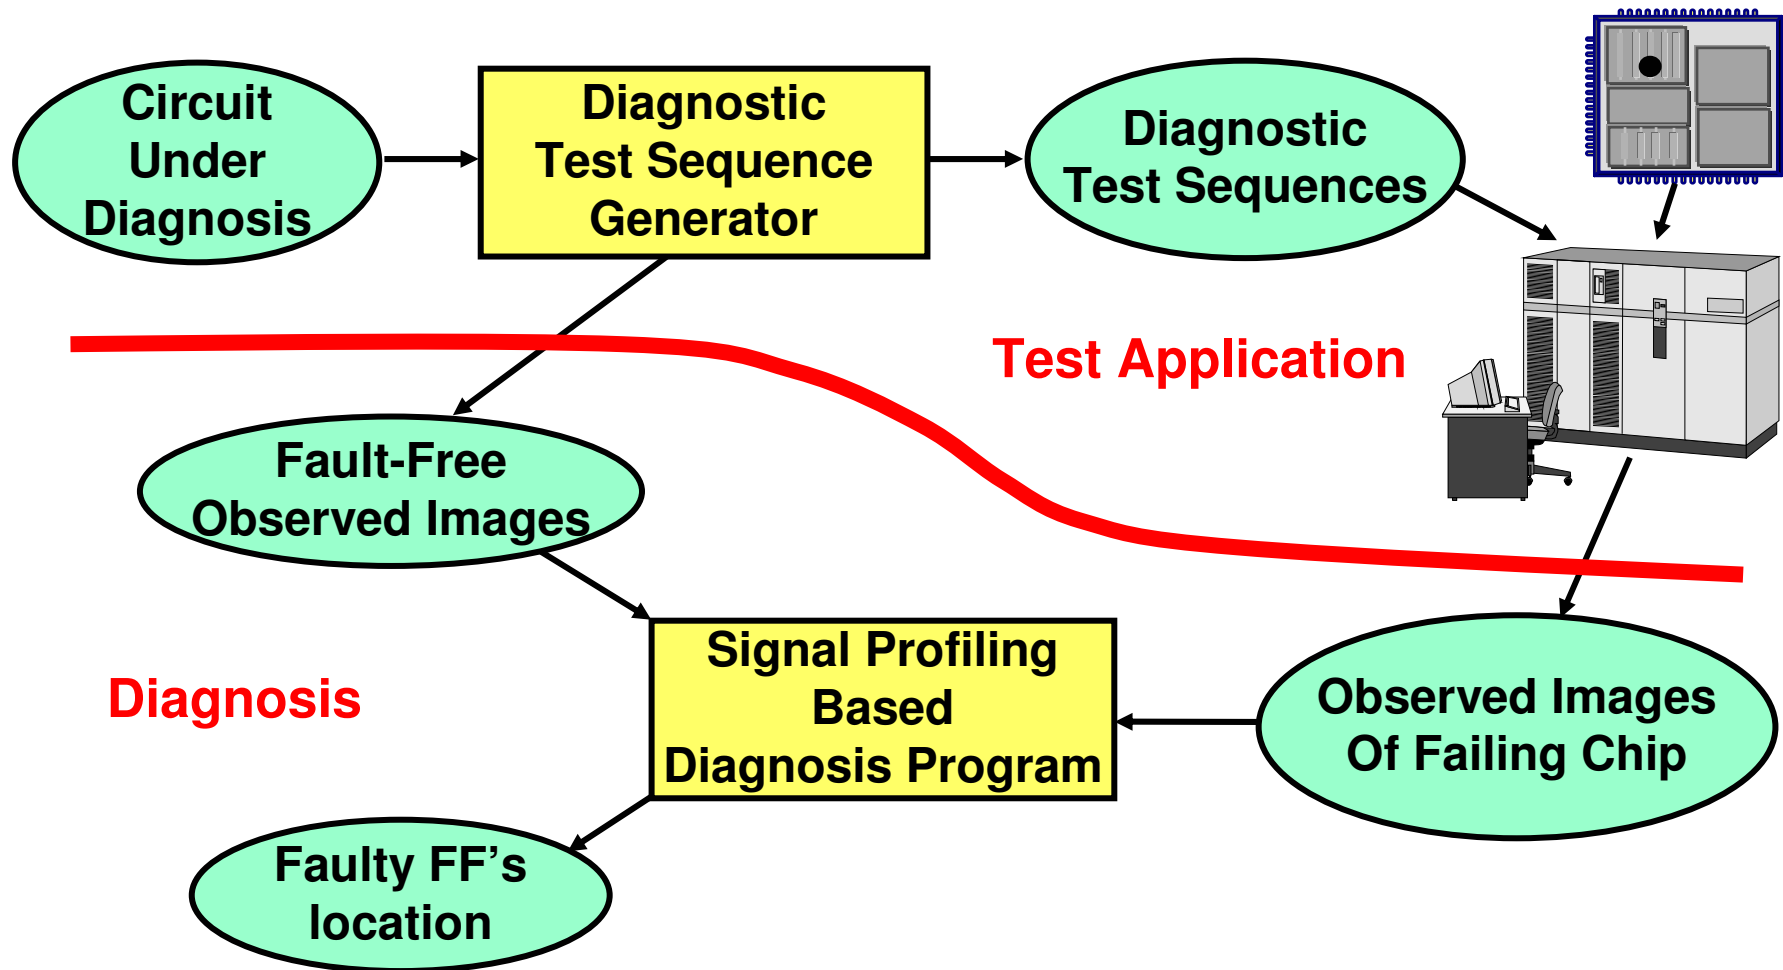 Circuit
Under
Diagnosis
Diagnostic
Test Sequence
Generator
Diagnostic
Test Sequences
Test Application
Fault-Free
Observed Images
Diagnosis
Signal Profiling
Based
Diagnosis Program
Observed Images
Of Failing Chip
Faulty FF’s
location